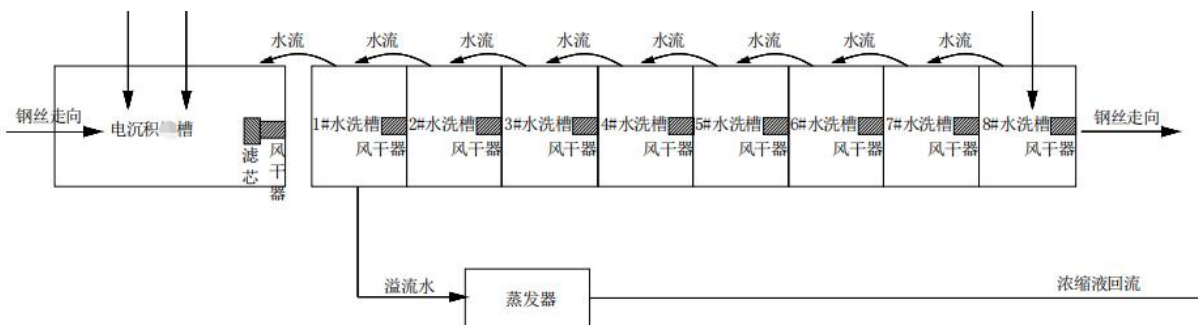 水流 水流 水流 水流 水流 水流 水流 水流
钢丝走向
电沉积 槽
滤芯
风干器
1#水洗槽 2#水洗槽 3#水洗槽 4#水洗槽 5#水洗槽 6#水洗槽 7#水洗槽 8#水洗槽
风干器 风干器 风干器 风干器 风干器 风干器 风干器 风干器
钢丝走向
溢流水
蒸发器
浓缩液回流